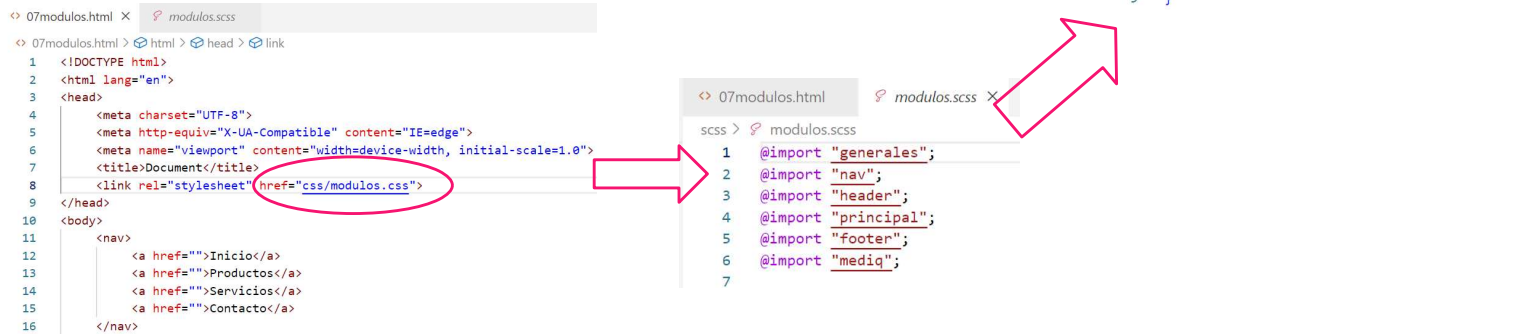 07modulos.html
modulos.scss
07modulos.html > html > head > link
1 <!DOCTYPE html>
2 <html lang="en">
3 <head>
4 <meta charset="UTF-8">
5 <meta http-equiv="X-UA-Compatible" content="IE=edge">
6 <meta name="viewport" content="width=device-width, initial-scale=1.0">
7 <title>Document</title>
8 <link rel="stylesheet" href="css/modulos.css">
9 </head>
10 <body>
11 <nav>
12 <a href="">Inicio</a>
13 <a href="">Productos</a>
14 <a href="">Servicios</a>
15 <a href="">Contacto</a>
16 </nav>
07modulos.html
modulos.scss
scss > modulos.scss
1 @import "generales";
2 @import "nav";
3 @import "header";
4 @import "principal";
5 @import "footer";
6 @import "mediq";
7